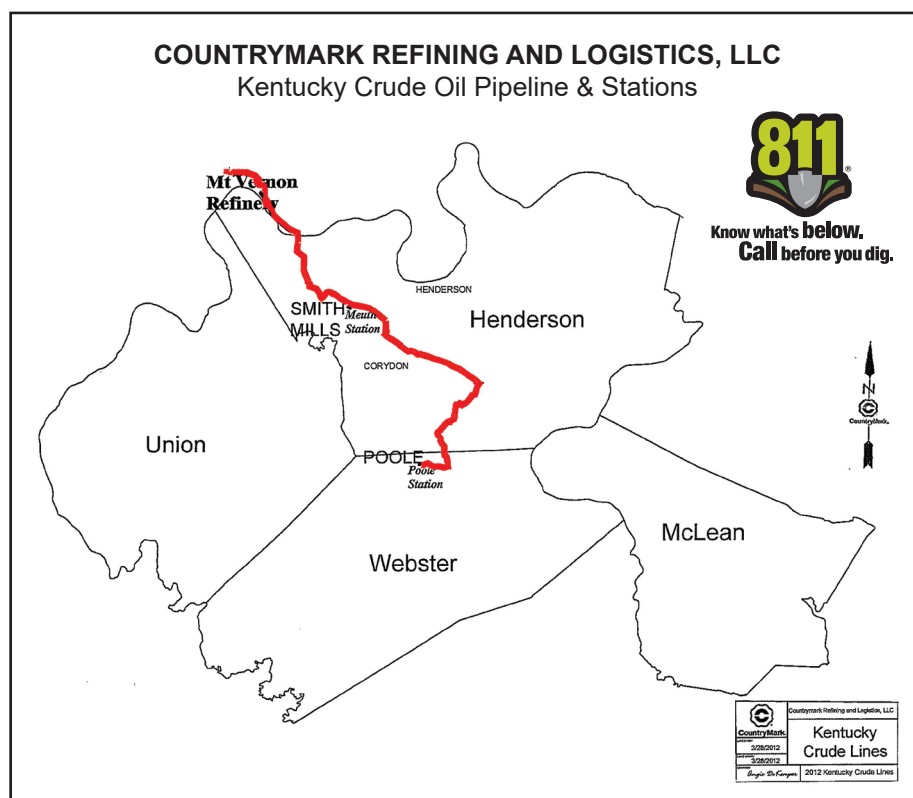 COUNTRYMARK REFINING AND LOGISTICS, LLC
Kentucky Crude Oil Pipeline & Stations
811
®
Know what's below.
Call before you dig.
Mt Vernon
Refinery
HENDERSON
SMITH
MILLS
Meuth
Station
Henderson
CORYDON
N
CountryMark
Union
POOLE
Poole
Station
McLean
Webster
CountryMark.
Countrymark Refining and Logistics, LLC
Kentucky
Crude Lines
3/28/2012
3/28/2012
2012 Kentucky Crude Lines